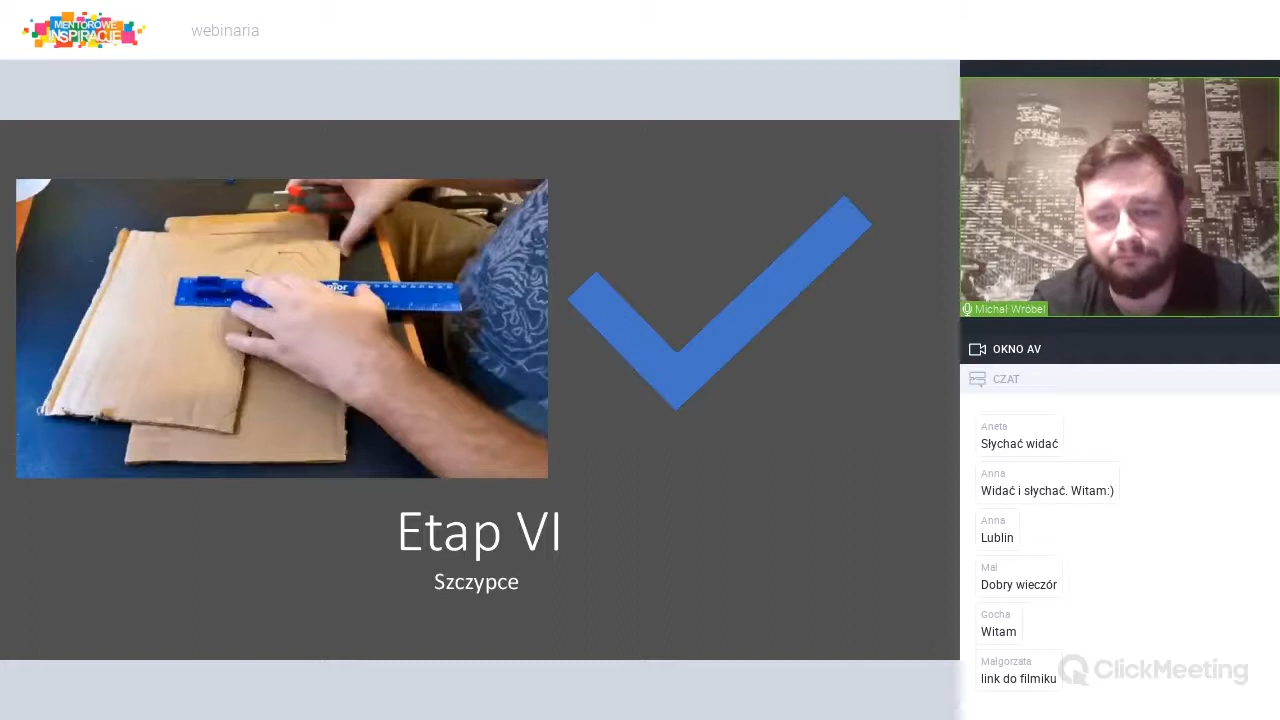 MENTOROWE
INSPIRACJE
webinaria
Etap VI
Szczypce
Michał Wróbel
OKNO AV
CZAT
Aneta
Słychać widać
Anna
Widać i słychać. Witam:)
Anna
Lublin
Mal
Dobry wieczór
Gocha
Witam
Małgorzata
link do filmiku
ClickMeeting